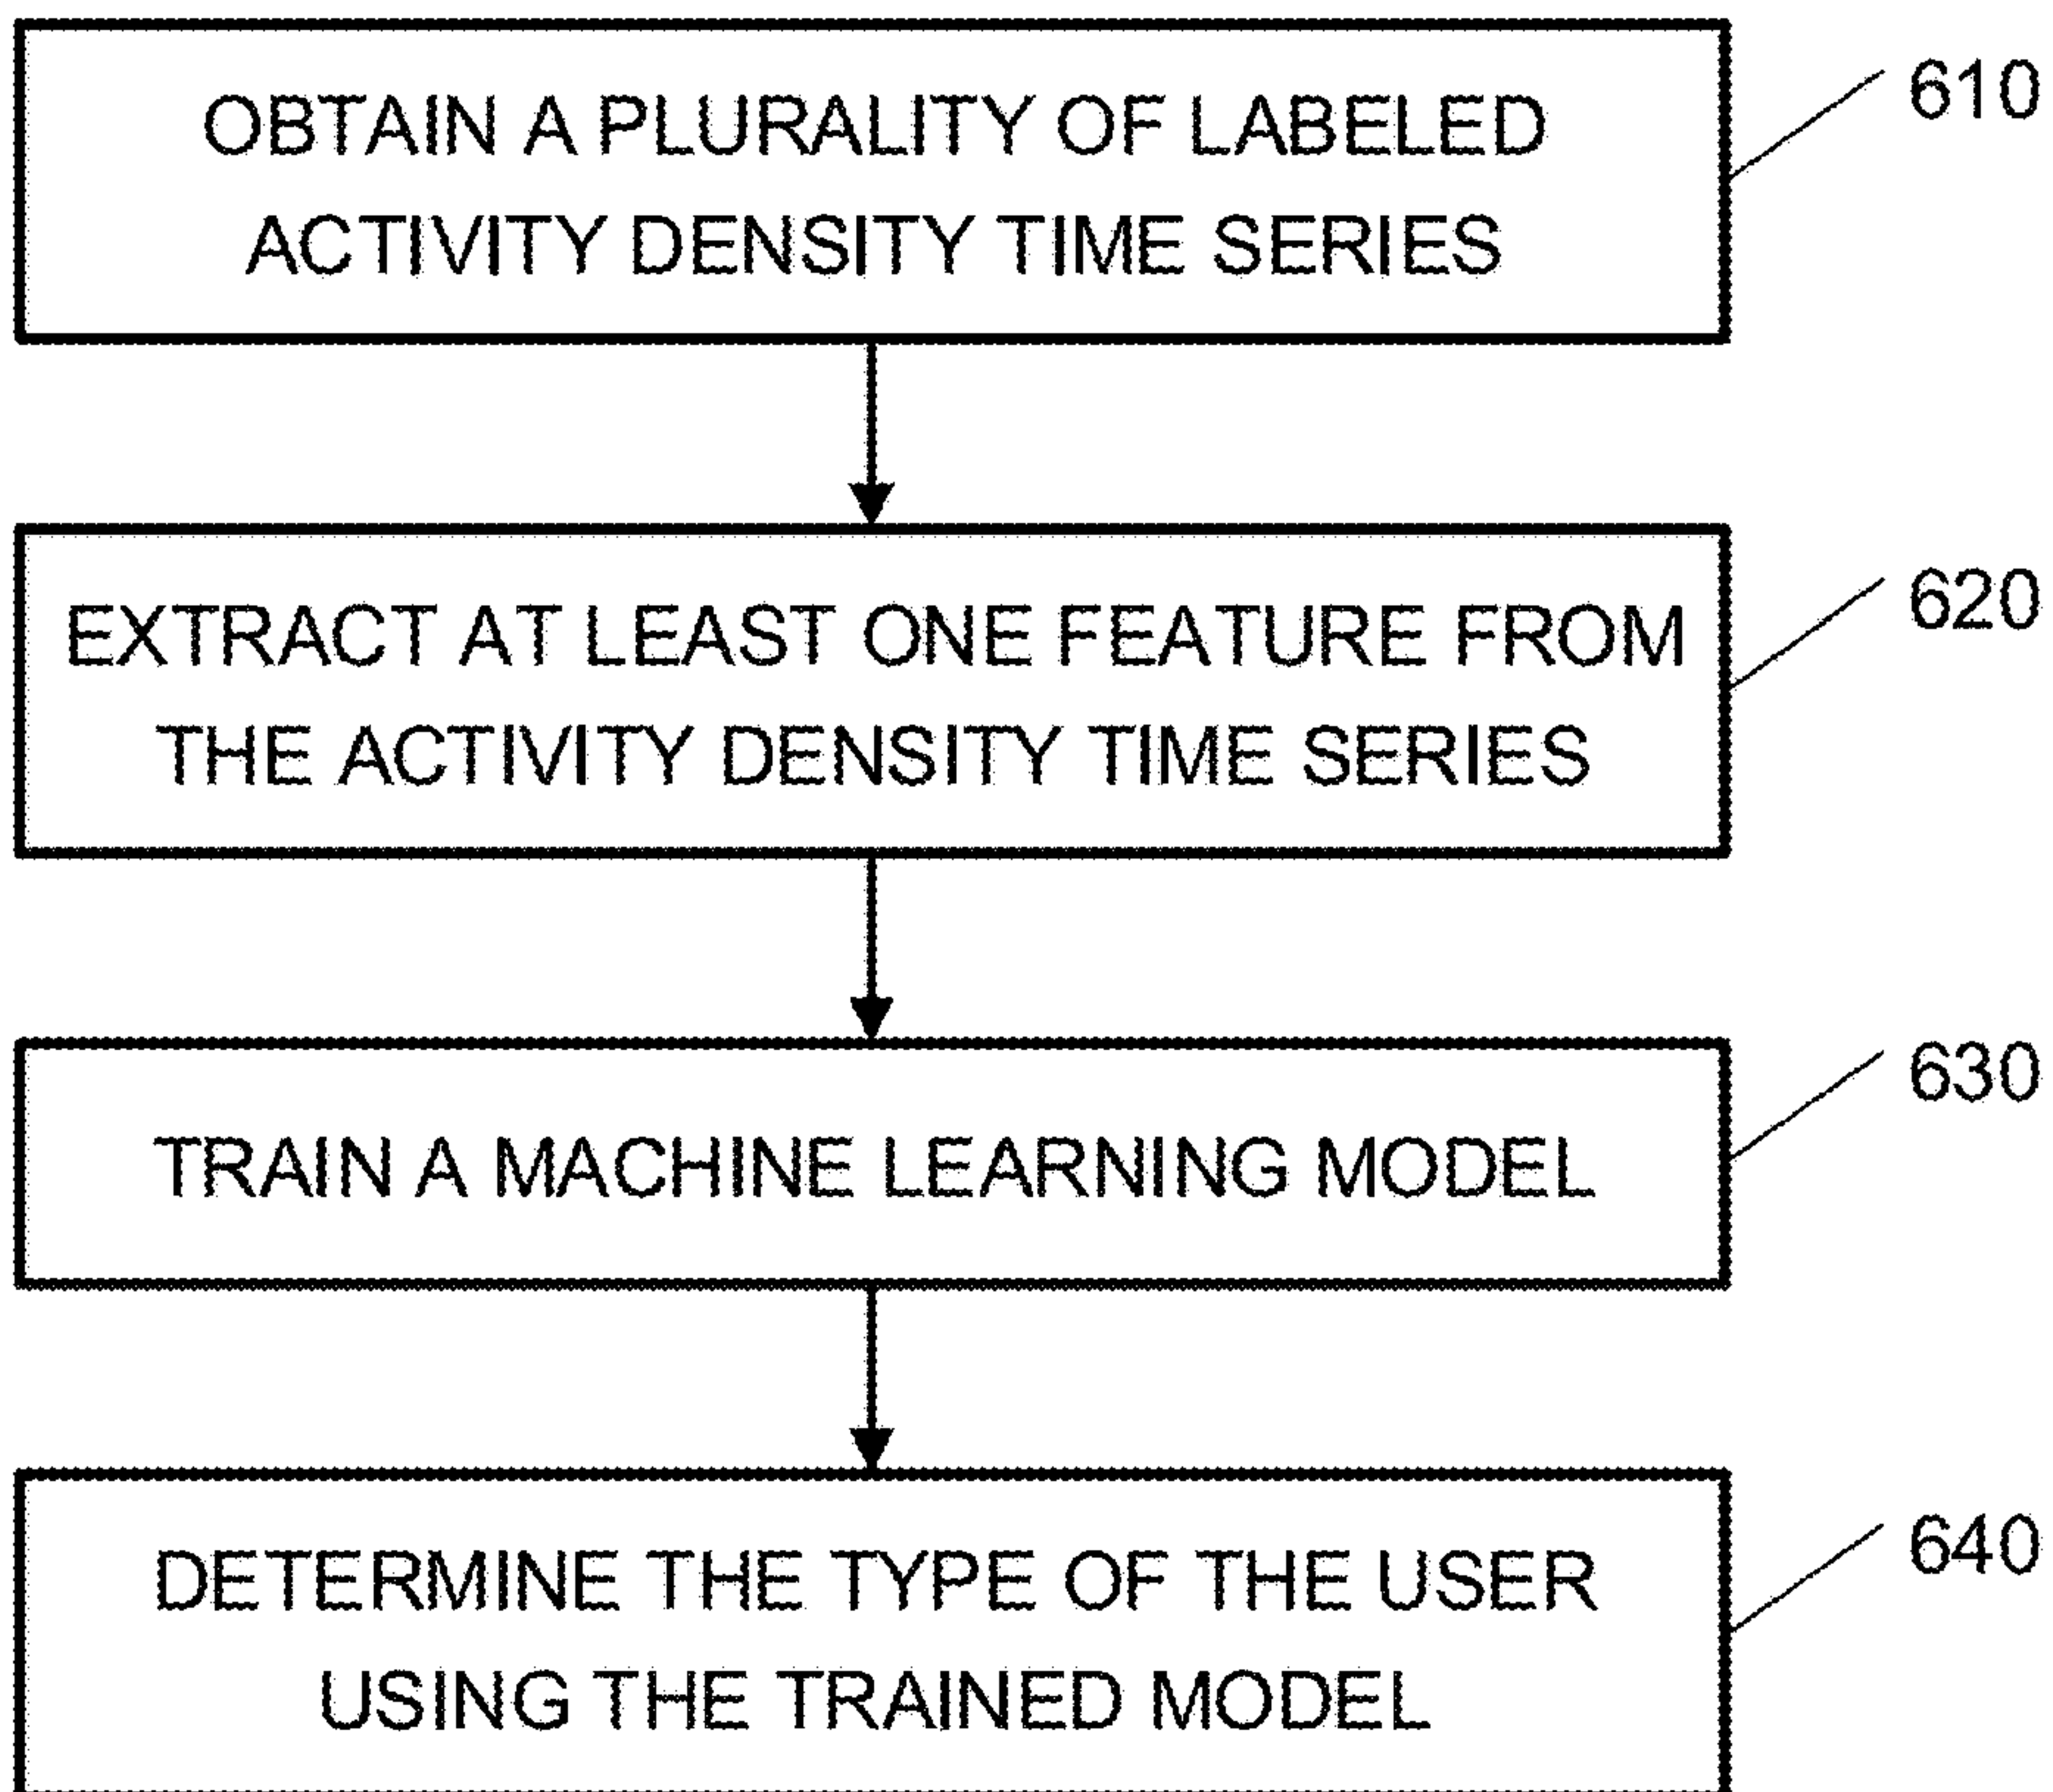 OBTAIN A PLURALITY OF LABELED
ACTIVITY DENSITY TIME SERIES
610
EXTRACT AT LEAST ONE FEATURE FROM
THE ACTIVITY DENSITY TIME SERIES
620
TRAIN A MACHINE LEARNING MODEL
630
DETERMINE THE TYPE OF THE USER
USING THE TRAINED MODEL
640